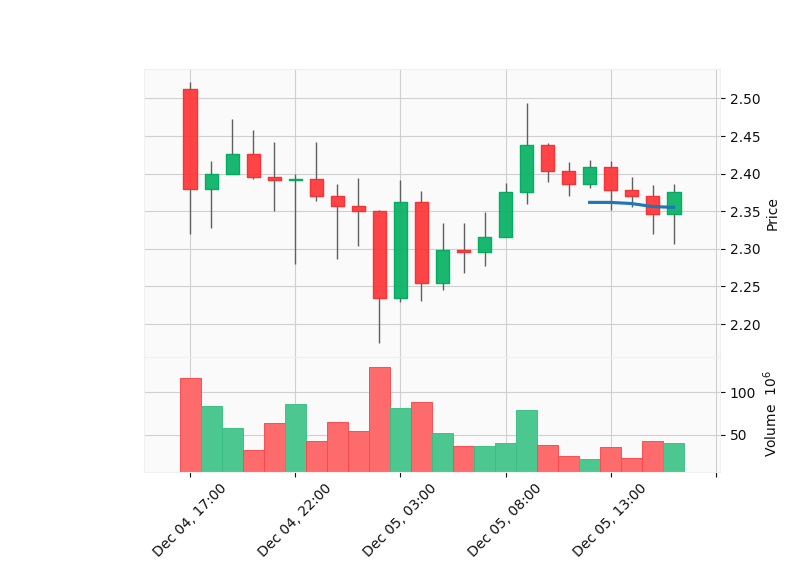 2.50
2.45
2.40
2.35
2.30
2.25
2.20
Price
100
50
Volume 10⁶
Dec 04, 17:00
Dec 04, 22:00
Dec 05, 03:00
Dec 05, 08:00
Dec 05, 13:00